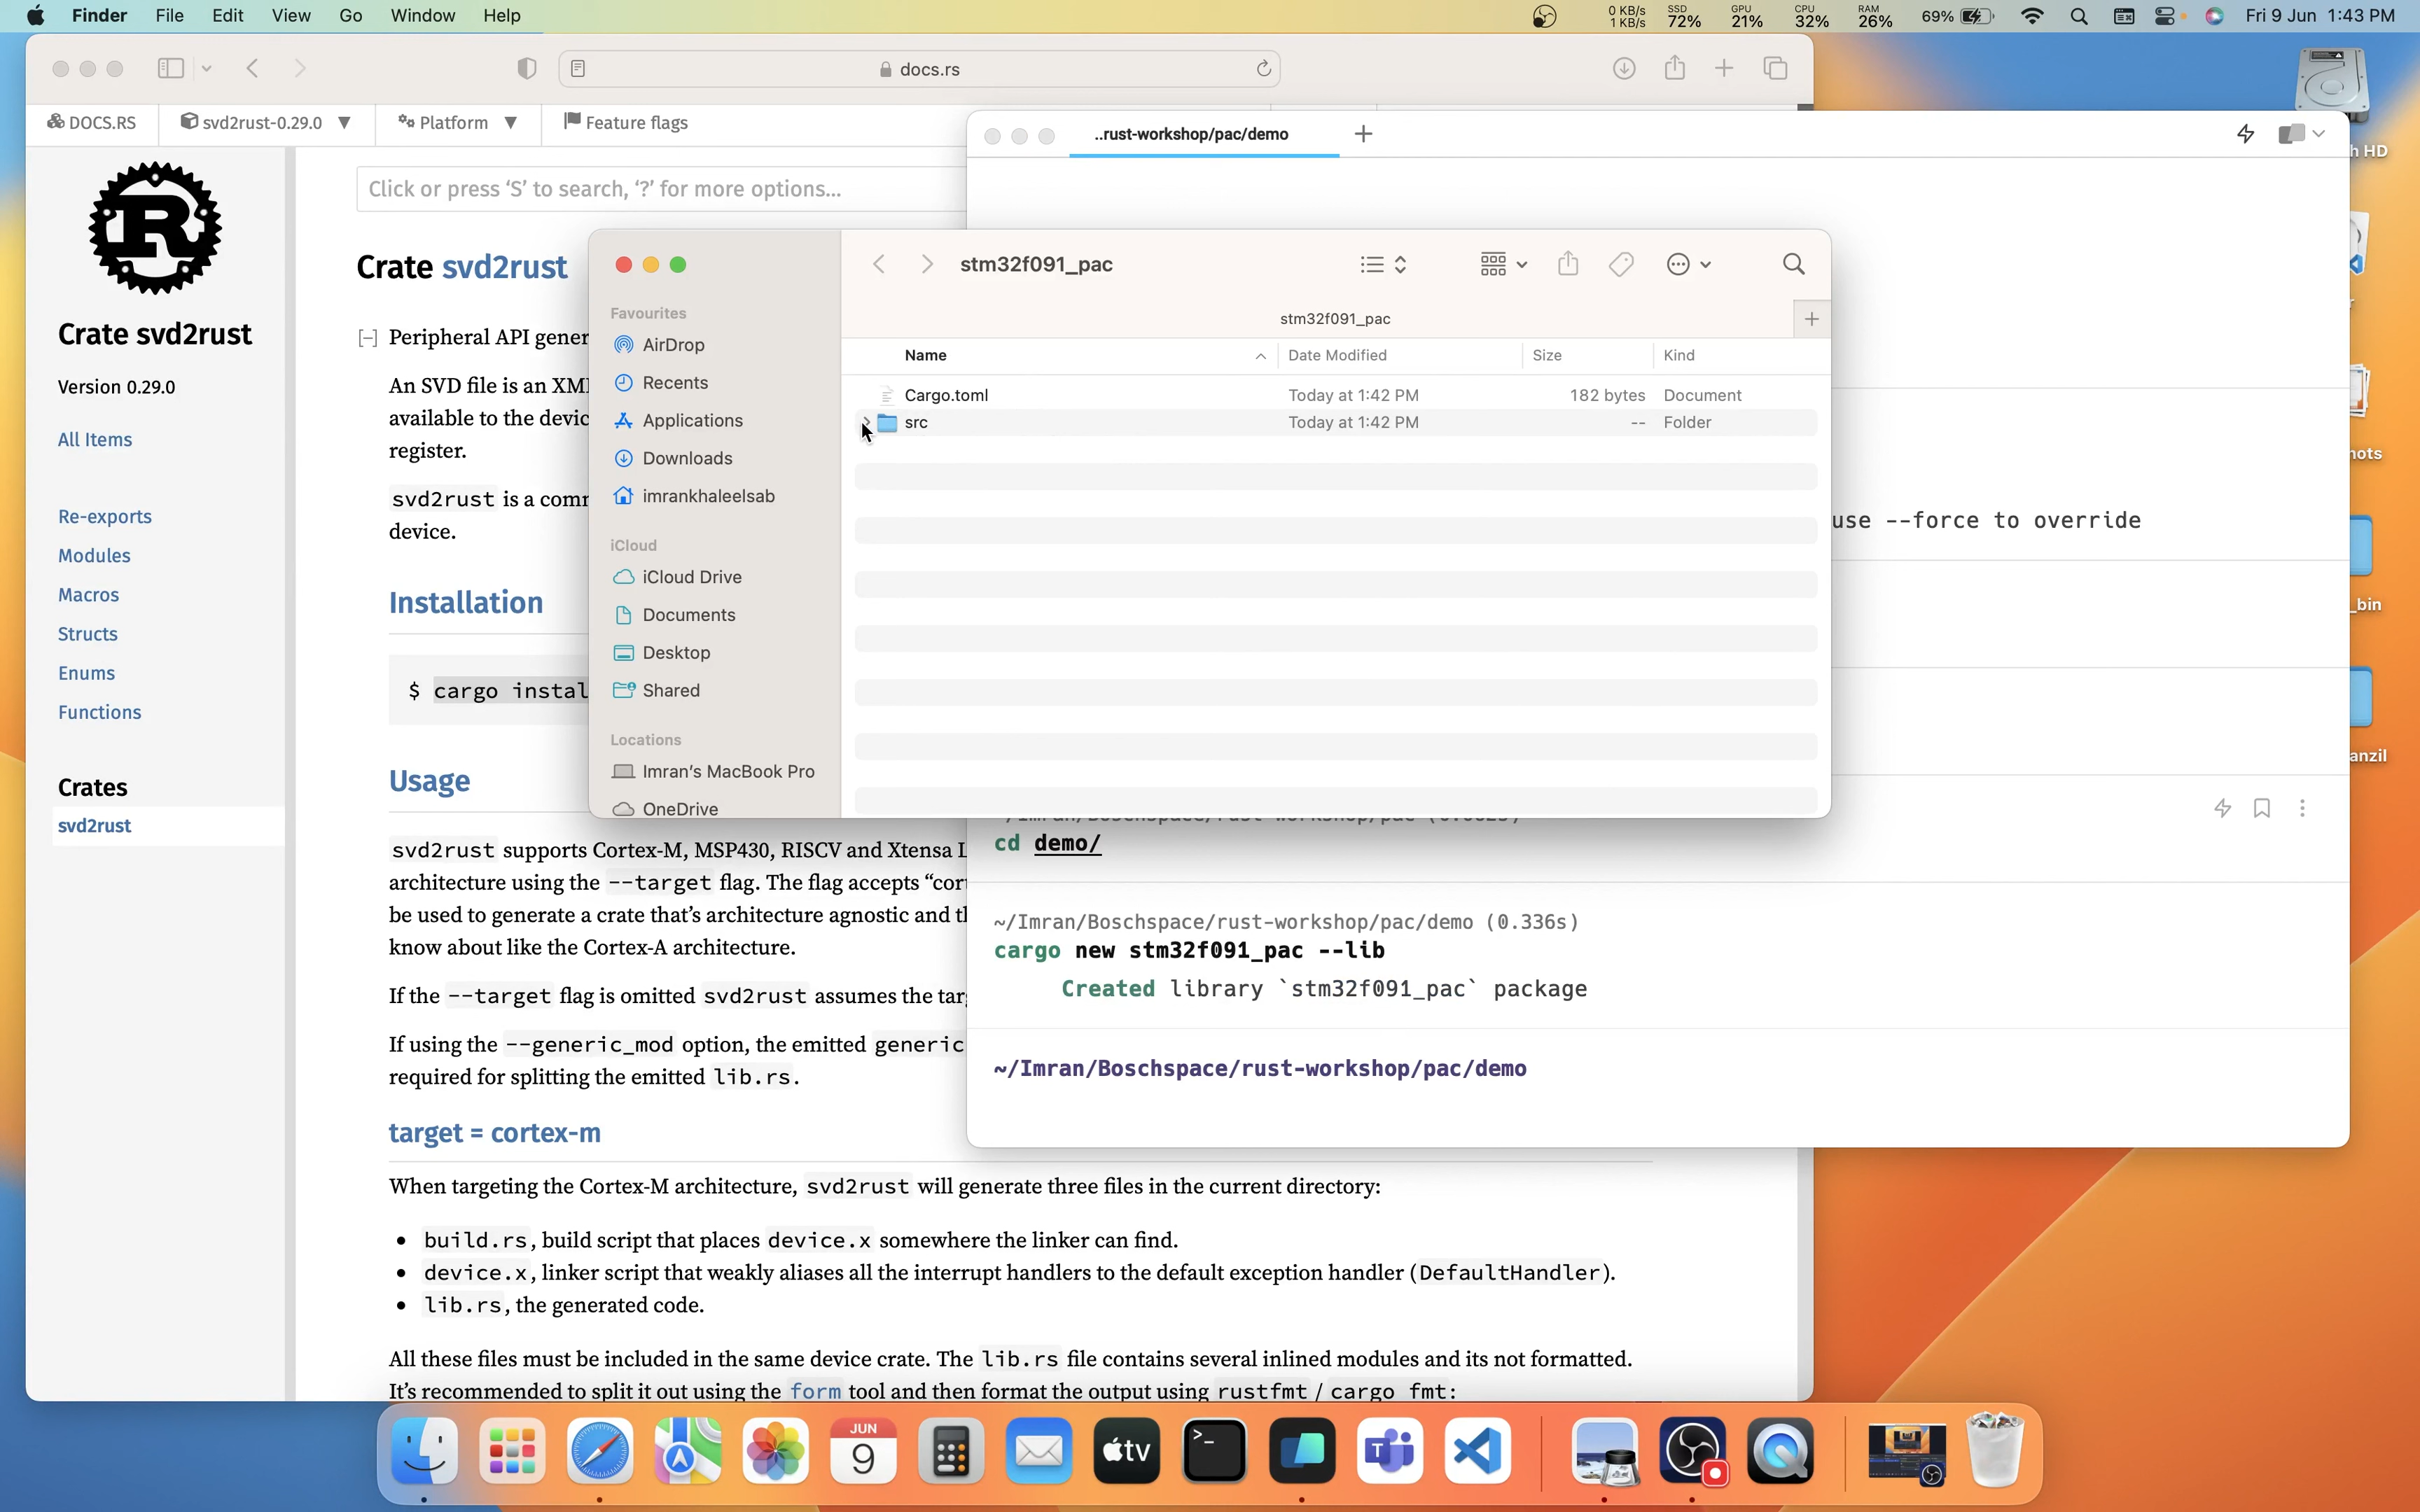 Finder File Edit View Go Window Help
0 KB/s
1 KB/s
SSD
72%
GPU
21%
CPU
32%
RAM
26%
69%
Fri 9 Jun 1:43 PM
docs.rs
DOCS.RS
svd2rust-0.29.0 ▼
Platform ▼
Feature flags
Crate svd2rust
Version 0.29.0
All Items
Re-exports
Modules
Macros
Structs
Enums
Functions
Crates
svd2rust
Click or press ‘S’ to search, ‘?’ for more options...
Crate svd2rust
[-] Peripheral API gener
An SVD file is an XM
available to the devic
register.
svd2rust is a com
device.
Installation
$ cargo instal
Usage
svd2rust supports Cortex-M, MSP430, RISCV and Xtensa L
architecture using the --target flag. The flag accepts “cor
be used to generate a crate that’s architecture agnostic and t
know about like the Cortex-A architecture.
If the --target flag is omitted svd2rust assumes the tar
If using the --generic_mod option, the emitted generic
required for splitting the emitted lib.rs.
target = cortex-m
When targeting the Cortex-M architecture, svd2rust will generate three files in the current directory:
• build.rs, build script that places device.x somewhere the linker can find.
• device.x, linker script that weakly aliases all the interrupt handlers to the default exception handler (DefaultHandler).
• lib.rs, the generated code.
All these files must be included in the same device crate. The lib.rs file contains several inlined modules and its not formatted.
It’s recommended to split it out using the form tool and then format the output using rustfmt / cargo fmt:
stm32f091_pac
stm32f091_pac
Favourites
AirDrop
Recents
Applications
Downloads
imrankhaleelsab
iCloud
iCloud Drive
Documents
Desktop
Shared
Locations
Imran’s MacBook Pro
OneDrive
Name Date Modified Size Kind
Cargo.toml Today at 1:42 PM 182 bytes Document
src Today at 1:42 PM -- Folder
..rust-workshop/pac/demo
use --force to override
cd demo/
~/Imran/Boschspace/rust-workshop/pac/demo (0.336s)
cargo new stm32f091_pac --lib
Created library `stm32f091_pac` package
~/Imran/Boschspace/rust-workshop/pac/demo
h HD
hots
_bin
anzil
JUN
9
tv
>_
T